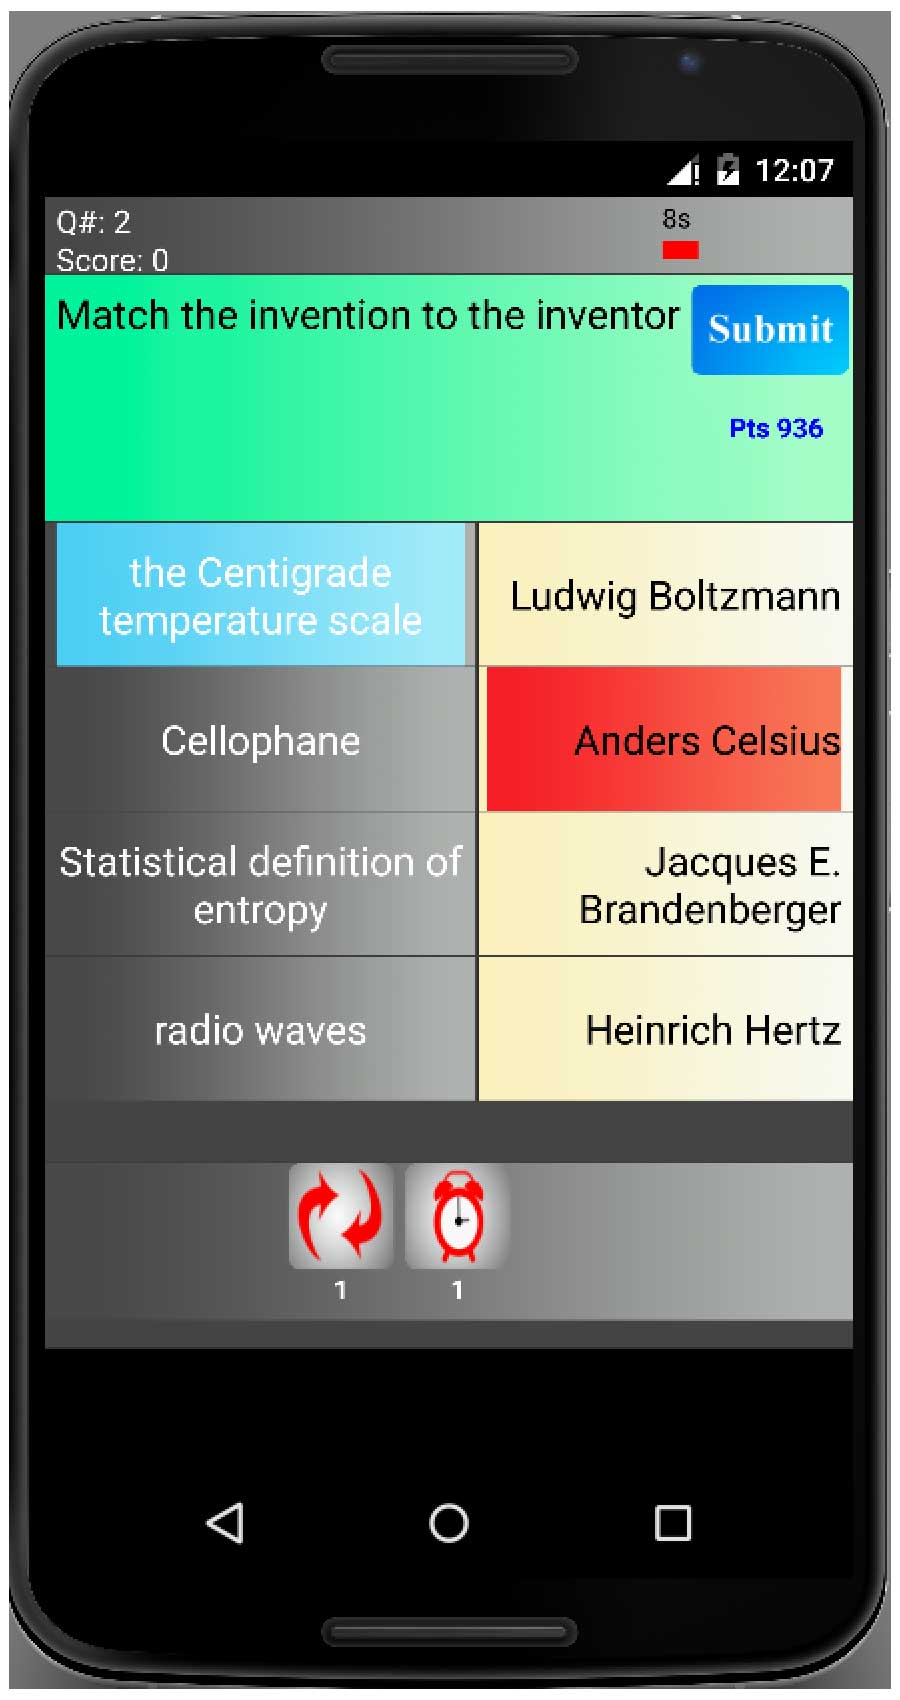 12:07
Q#: 2
8s
Score: 0
Match the invention to the inventor
Submit
Pts 936
the Centigrade
temperature scale
Ludwig Boltzmann
Cellophane
Anders Celsius
Statistical definition of
entropy
Jacques E.
Brandenberger
radio waves
Heinrich Hertz
1
1